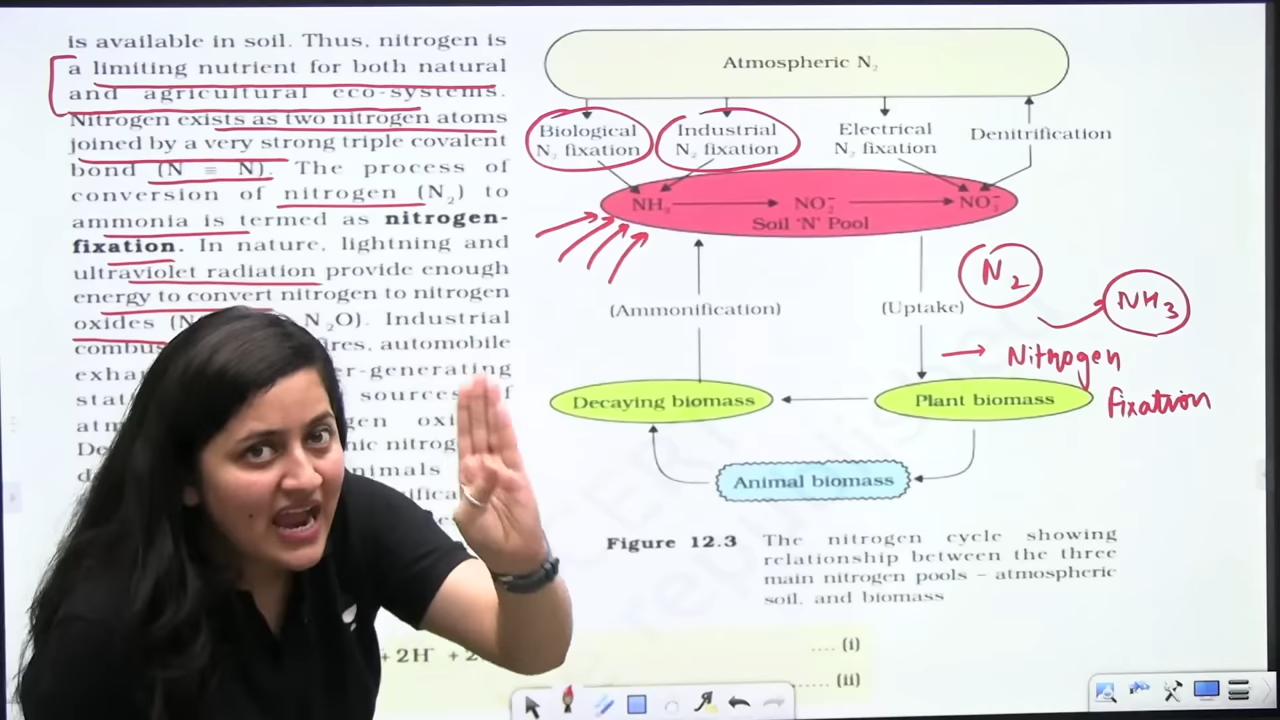 is available in soil. Thus, nitrogen is
a limiting nutrient for both natural
and agricultural eco-systems.
Nitrogen exists as two nitrogen atoms
joined by a very strong triple covalent
bond (N ≡ N). The process of
conversion of nitrogen (N₂) to
ammonia is termed as nitrogen-
fixation. In nature, lightning and
ultraviolet radiation provide enough
energy to convert nitrogen to nitrogen
oxides N₂O). Industrial
automobile
sources
Atmospheric N₂
Biological
N₂ fixation
Industrial
N₂ fixation
Electrical
N₂ fixation
Denitrification
NH₃ NO₂⁻ NO₃⁻
Soil 'N' Pool
(Ammonification)
(Uptake)
N₂
NH₃
Nitrogen
fixation
Decaying biomass
Plant biomass
Animal biomass
Figure 12.3 The nitrogen cycle showing
relationship between the three
main nitrogen pools – atmospheric
soil, and biomass
.... (i)
...... (ii)